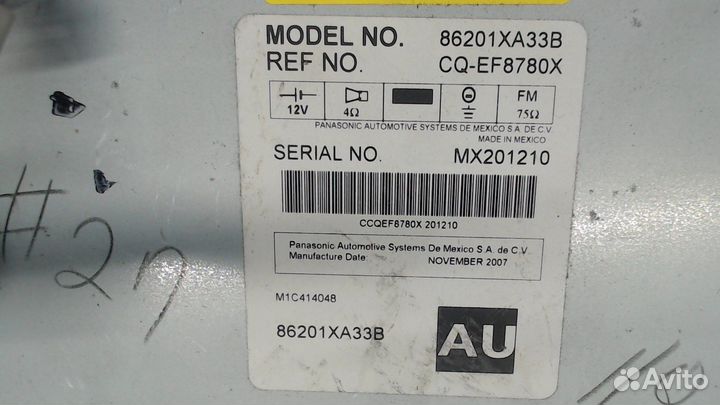 MODEL NO. 86201XA33B
REF NO. CQ-EF8780X
12V 4Ω FM 75Ω
PANASONIC AUTOMOTIVE SYSTEMS DE MEXICO S.A. DE C.V.
MADE IN MEXICO
SERIAL NO. MX201210
CCQEF8780X 201210
Panasonic Automotive Systems De Mexico S.A. de C.V
Manufacture Date: NOVEMBER 2007
M1C414048
86201XA33B
AU
#27
Avito